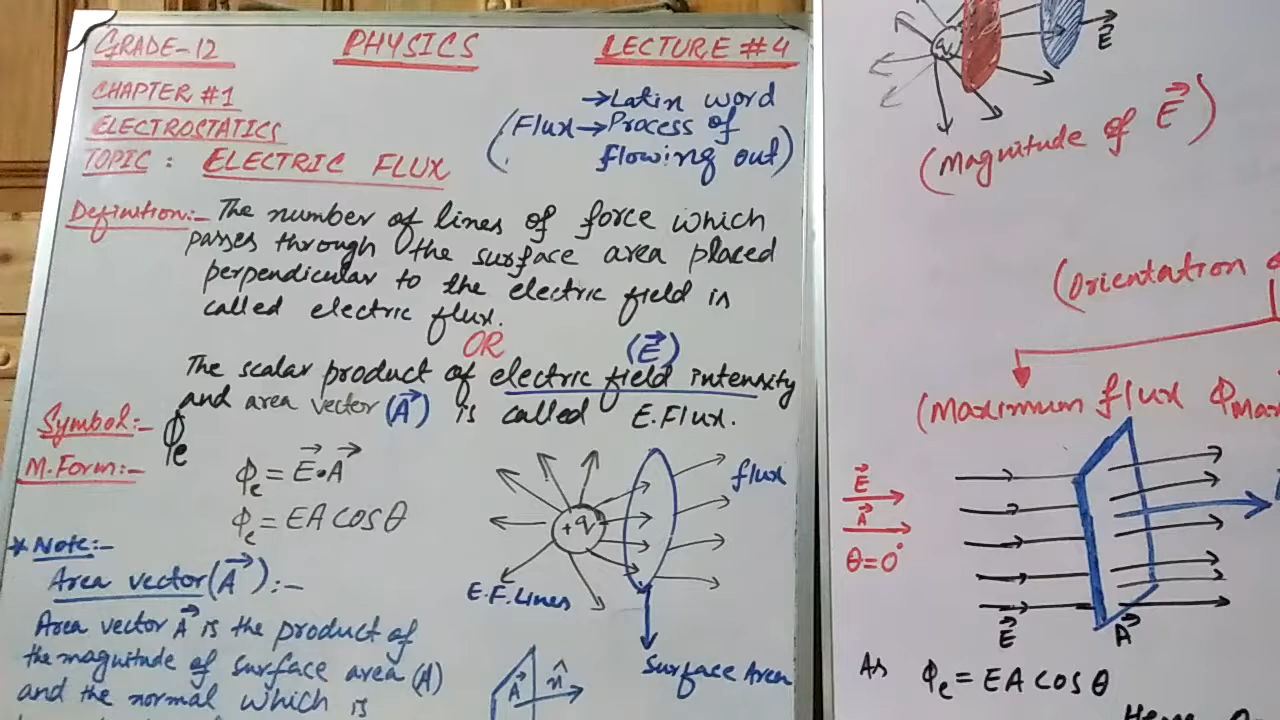 GRADE-12 PHYSICS LECTURE #4
CHAPTER #1
ELECTROSTATICS
TOPIC : ELECTRIC FLUX
→Latin word
(Flux→Process of
flowing out)
Definition:- The number of lines of force which
passes through the surface area placed
perpendicular to the electric field is
called electric flux.
OR
(E⃗)
The scalar product of electric field intensity
and area vector (A⃗) is called E.Flux.
Symbol:- ϕe
M.Form:-
ϕe = E⃗•A⃗
ϕe = EA COSθ
+q
flux
E.F.Lines
Surface Area
* Note:-
Area vector(A⃗):-
Area vector A⃗ is the product of
the magnitude of surface area (A)
and the normal which is
A⃗ n̂
E⃗
(Magnitude of E⃗)
(Orientation
(Maximum flux ϕMax
E⃗
A⃗
θ=0°
E⃗
A⃗
As ϕe = EA COSθ